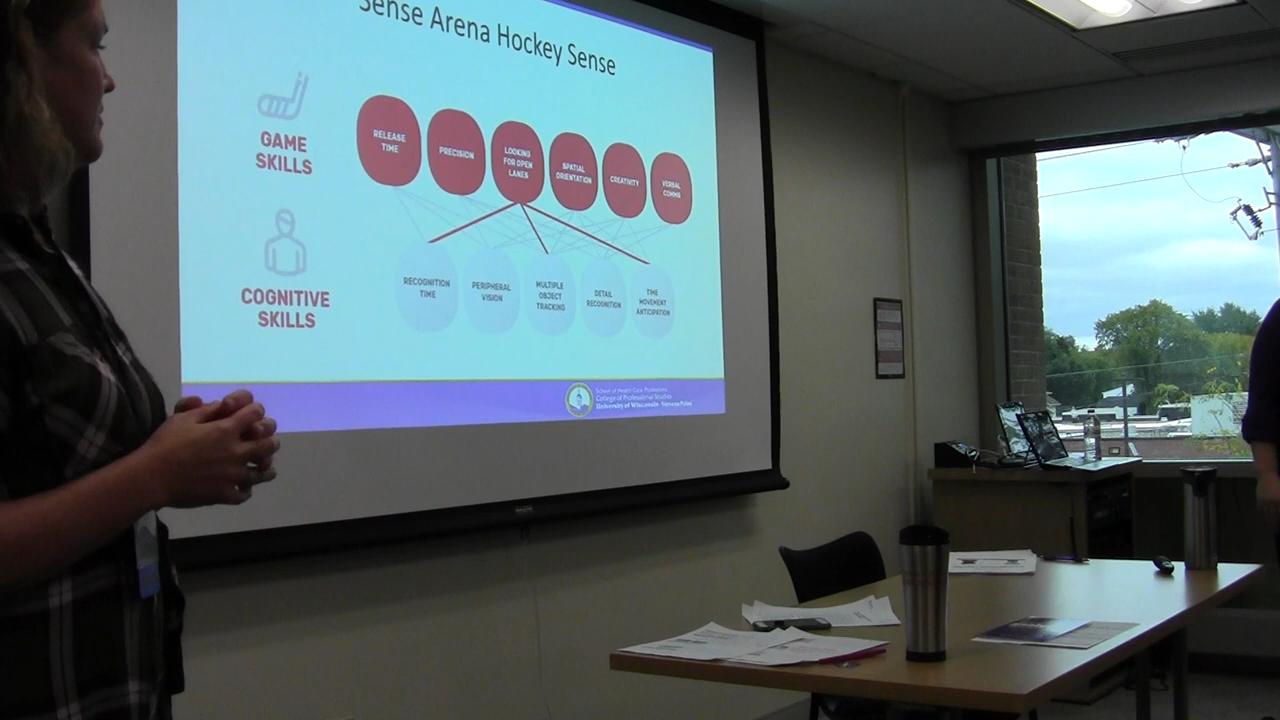 Sense Arena Hockey Sense
GAME
SKILLS
RELEASE
TIME
PRECISION
LOOKING
FOR OPEN
LANES
SPATIAL
ORIENTATION
CREATIVITY
VERBAL
COMMS
COGNITIVE
SKILLS
RECOGNITION
TIME
PERIPHERAL
VISION
MULTIPLE
OBJECT
TRACKING
DETAIL
RECOGNITION
TIME
MOVEMENT
ANTICIPATION
School of Health Care Professions
College of Professional Studies
University of Wisconsin - Stevens Point